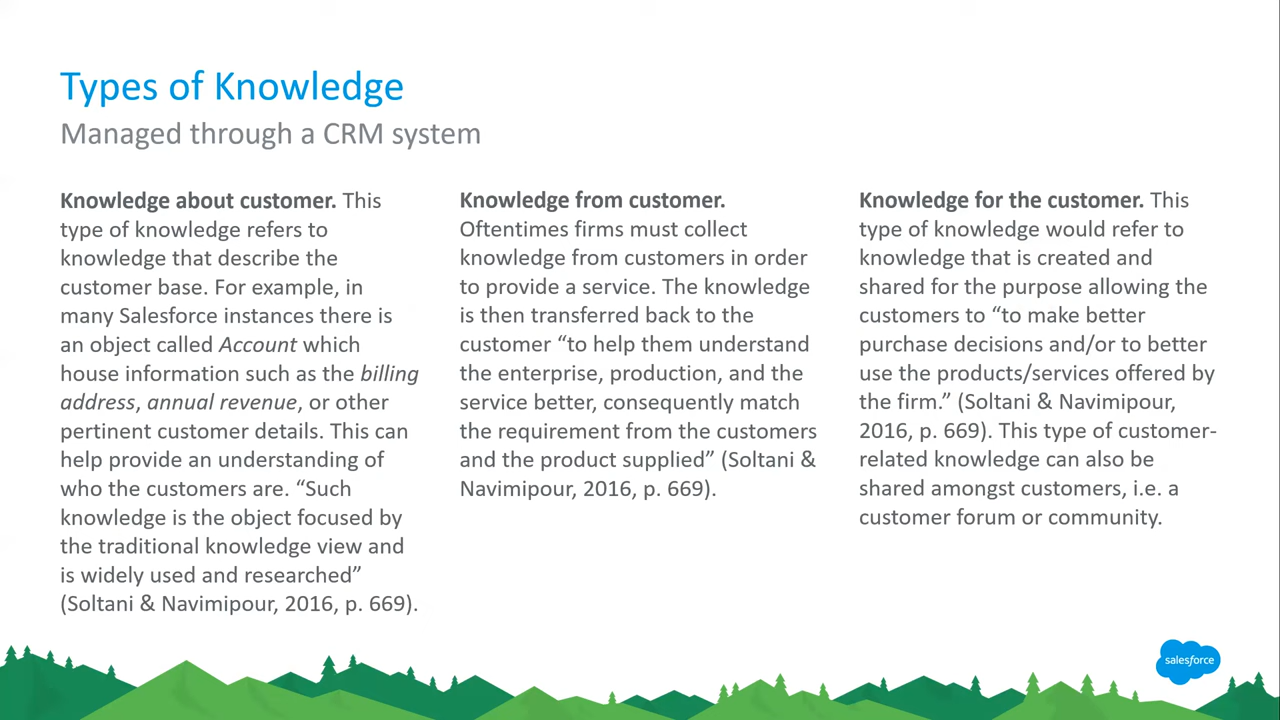 Types of Knowledge
Managed through a CRM system
Knowledge about customer. This
type of knowledge refers to
knowledge that describe the
customer base. For example, in
many Salesforce instances there is
an object called Account which
house information such as the billing
address, annual revenue, or other
pertinent customer details. This can
help provide an understanding of
who the customers are. “Such
knowledge is the object focused by
the traditional knowledge view and
is widely used and researched”
(Soltani & Navimipour, 2016, p. 669).
Knowledge from customer.
Oftentimes firms must collect
knowledge from customers in order
to provide a service. The knowledge
is then transferred back to the
customer “to help them understand
the enterprise, production, and the
service better, consequently match
the requirement from the customers
and the product supplied” (Soltani &
Navimipour, 2016, p. 669).
Knowledge for the customer. This
type of knowledge would refer to
knowledge that is created and
shared for the purpose allowing the
customers to “to make better
purchase decisions and/or to better
use the products/services offered by
the firm.” (Soltani & Navimipour,
2016, p. 669). This type of customer-
related knowledge can also be
shared amongst customers, i.e. a
customer forum or community.
salesforce